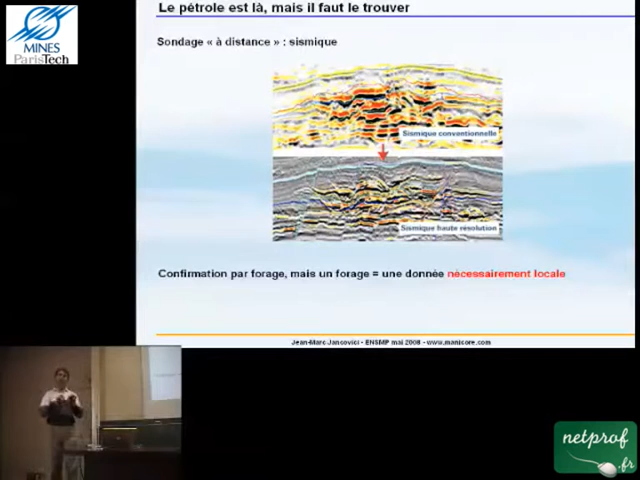 Le pétrole est là, mais il faut le trouver
MINES
ParisTech
Sondage « à distance » : sismique
Sismique conventionnelle
Sismique haute résolution
Confirmation par forage, mais un forage = une donnée nécessairement locale
Jean-Marc Jancovici - ENSMP mai 2008 - www.manicore.com
netprof
.fr